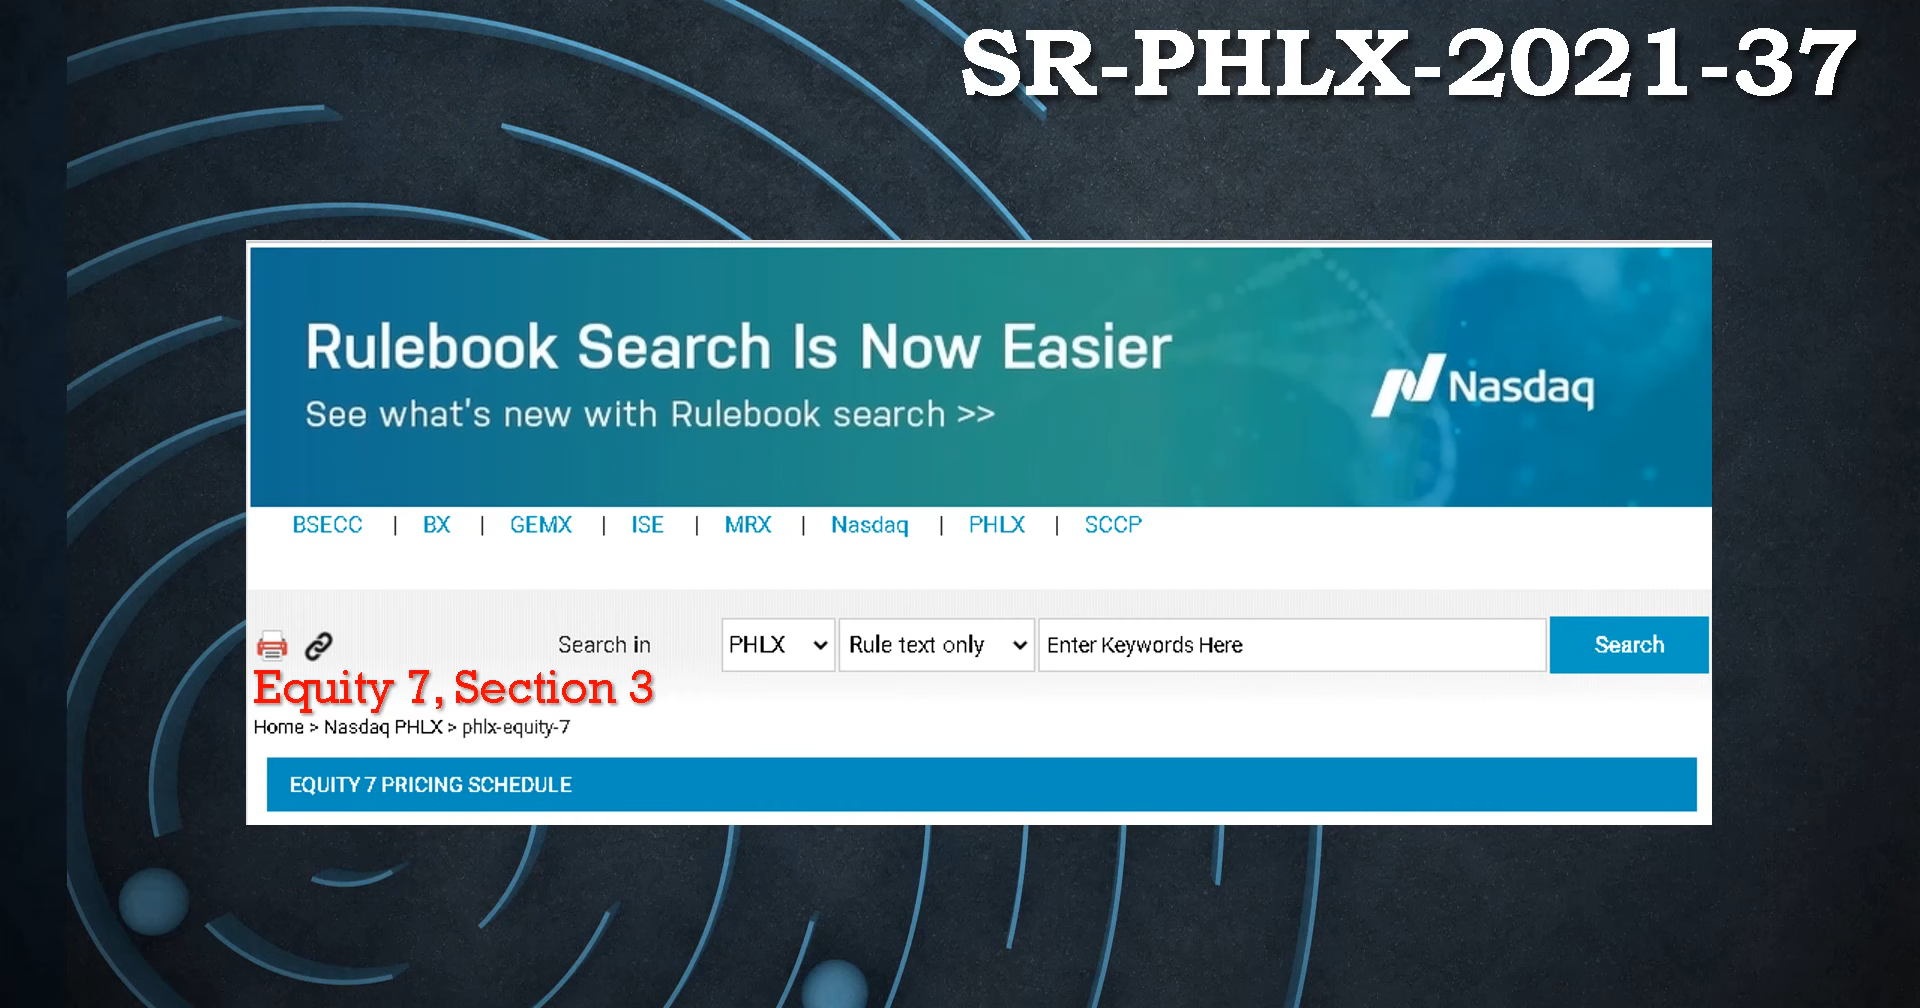 SR-PHLX-2021-37
Rulebook Search Is Now Easier
See what's new with Rulebook search >>
Nasdaq
BSECC | BX | GEMX | ISE | MRX | Nasdaq | PHLX | SCCP
Search in PHLX Rule text only Enter Keywords Here Search
Equity 7, Section 3
Home > Nasdaq PHLX > phlx-equity-7
EQUITY 7 PRICING SCHEDULE